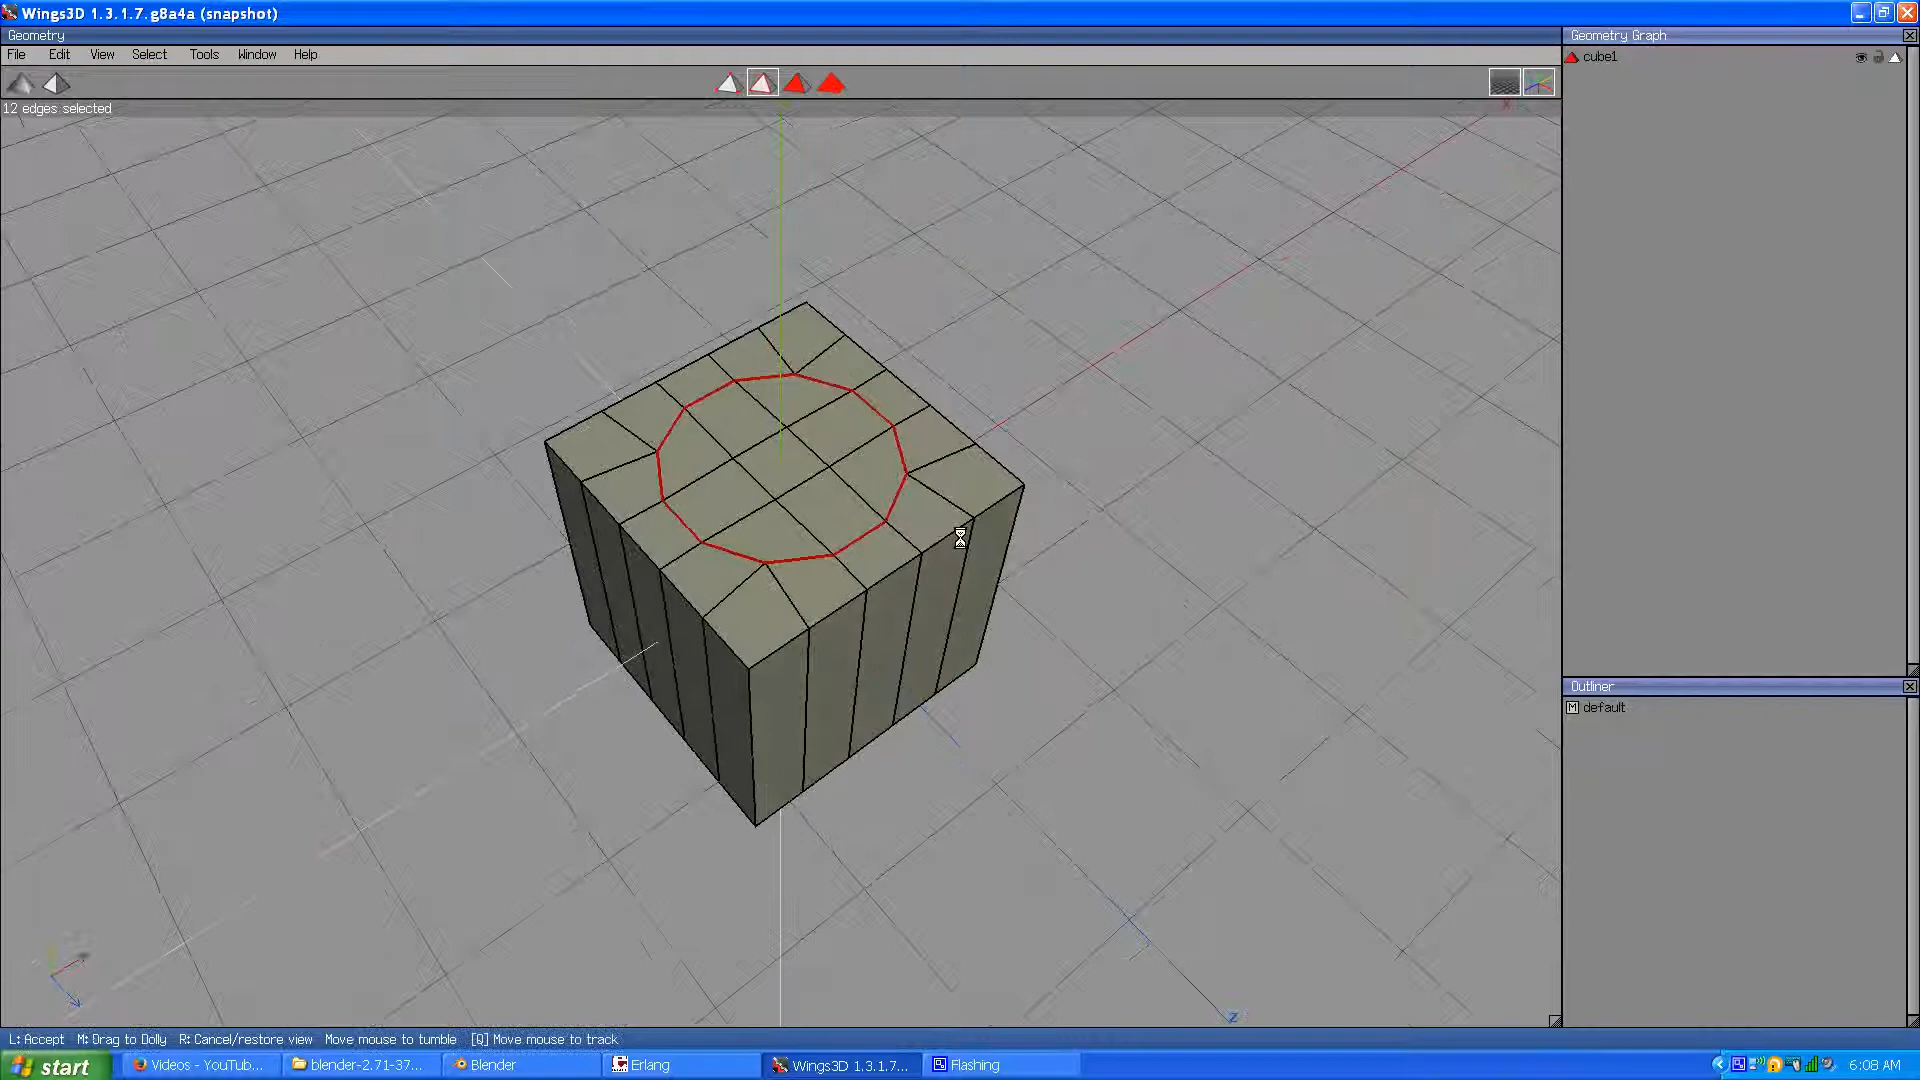 Wings3D 1.3.1.7.g8a4a (snapshot)
Geometry
File Edit View Select Tools Window Help
12 edges selected
X
Z
Geometry Graph
cube1
Outliner
M default
L: Accept M: Drag to Dolly R: Cancel/restore view Move mouse to tumble [Q] Move mouse to track
start
Videos - YouTub...
blender-2.71-37...
Blender
Erlang
Wings3D 1.3.1.7...
Flashing
6:08 AM